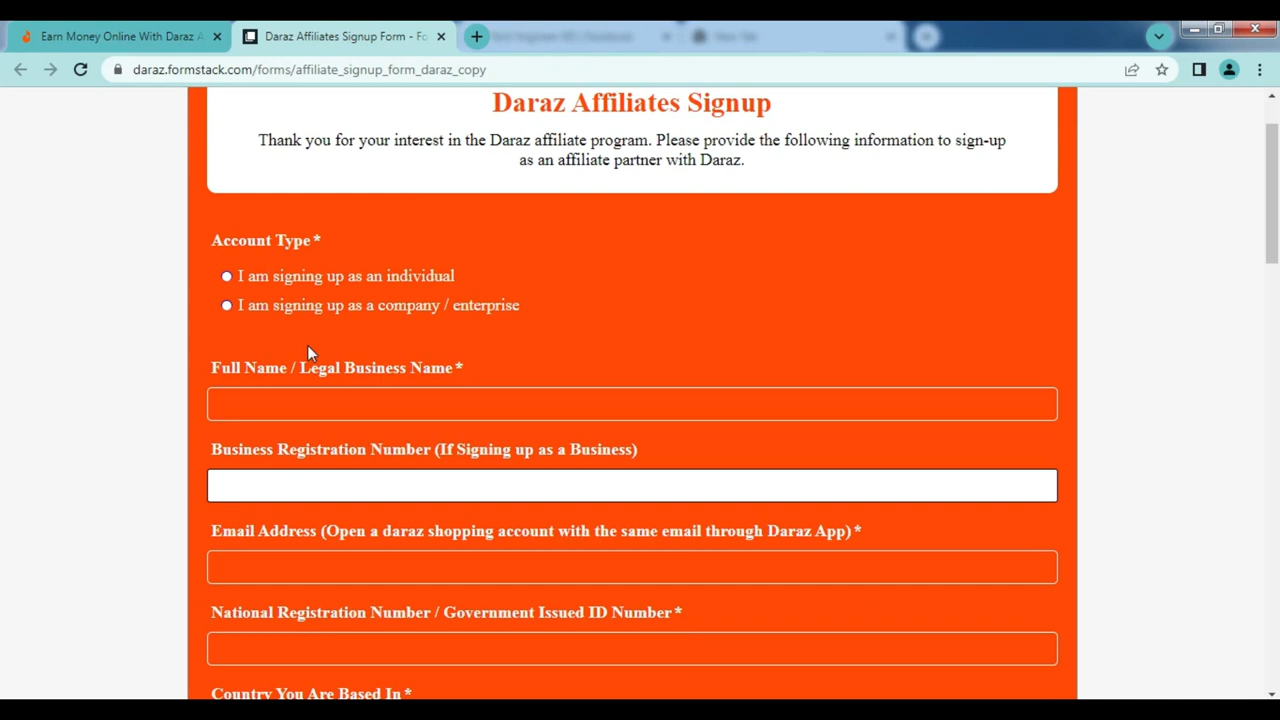 Earn Money Online With Daraz A
Daraz Affiliates Signup Form - Fo
daraz.formstack.com/forms/affiliate_signup_form_daraz_copy
Daraz Affiliates Signup
Thank you for your interest in the Daraz affiliate program. Please provide the following information to sign-up
as an affiliate partner with Daraz.
Account Type*
I am signing up as an individual
I am signing up as a company / enterprise
Full Name / Legal Business Name*
Business Registration Number (If Signing up as a Business)
Email Address (Open a daraz shopping account with the same email through Daraz App)*
National Registration Number / Government Issued ID Number*
Country You Are Based In*